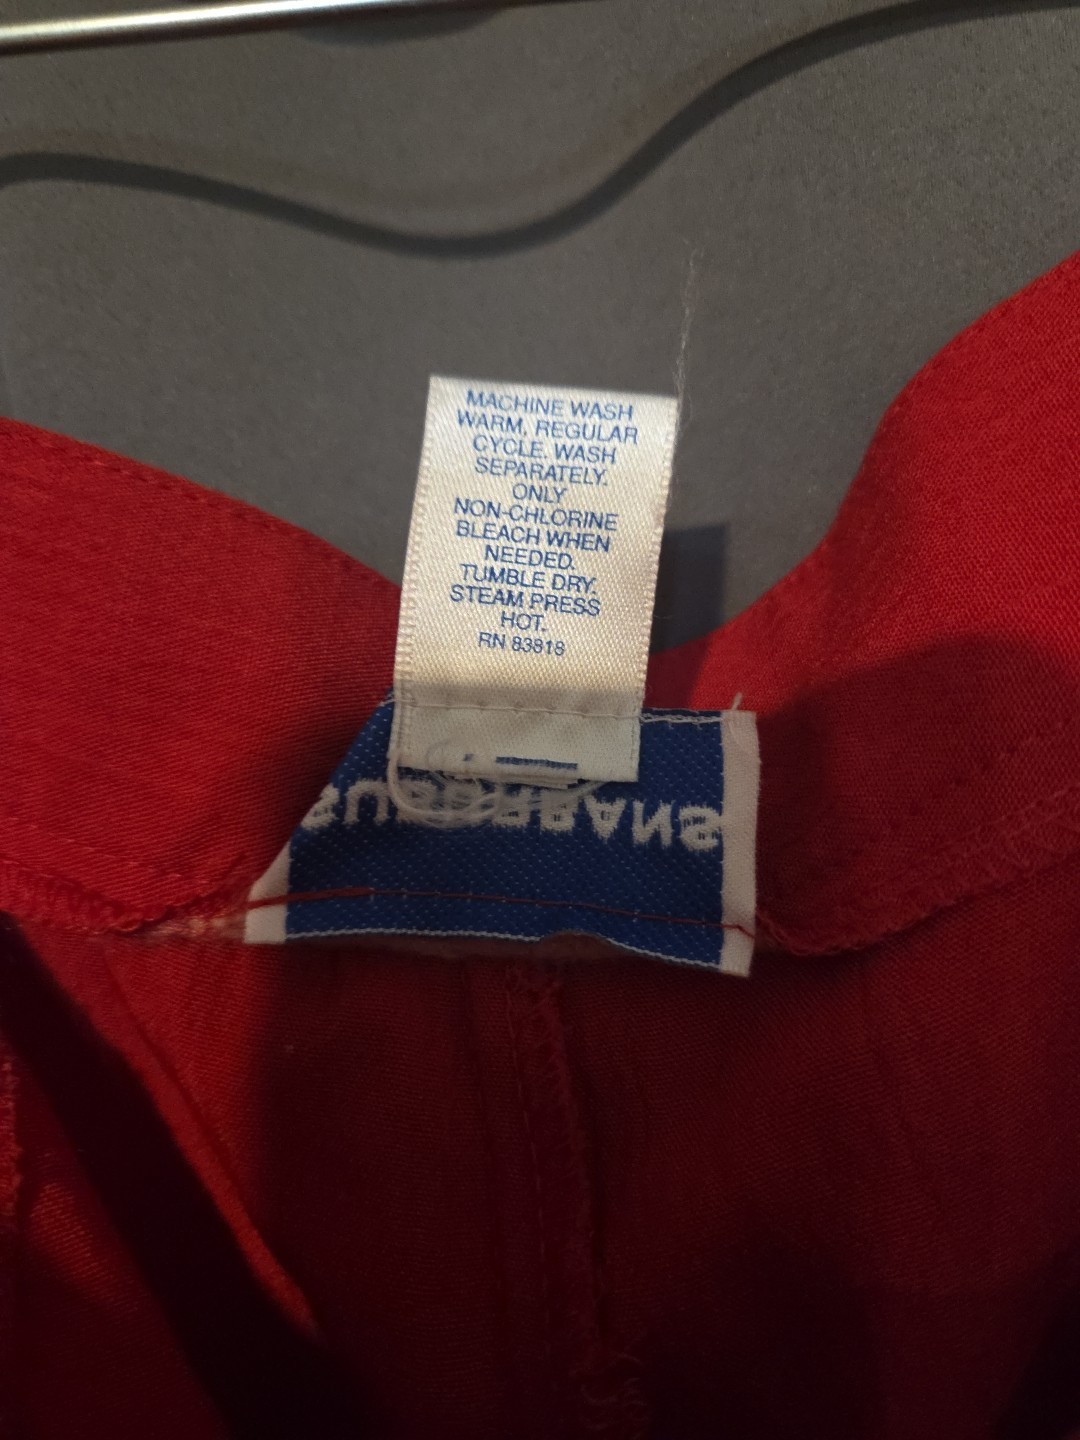 MACHINE WASH
WARM, REGULAR
CYCLE. WASH
SEPARATELY.
ONLY
NON-CHLORINE
BLEACH WHEN
NEEDED.
TUMBLE DRY.
STEAM PRESS
HOT.
RN 83818